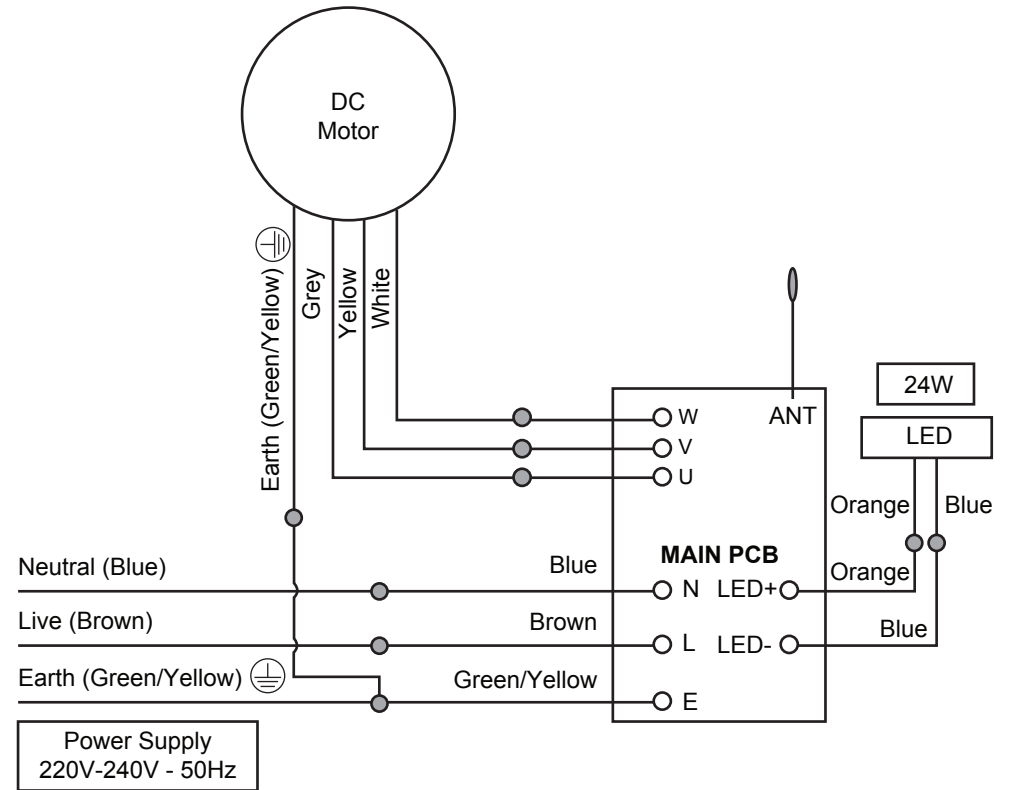 DC
Motor
Earth (Green/Yellow)
Grey
Yellow
White
W
V
U
ANT
24W
LED
Orange
Blue
MAIN PCB
Neutral (Blue)
Blue
N
LED+
Orange
Live (Brown)
Brown
L
LED-
Blue
Earth (Green/Yellow)
Green/Yellow
E
Power Supply
220V-240V - 50Hz